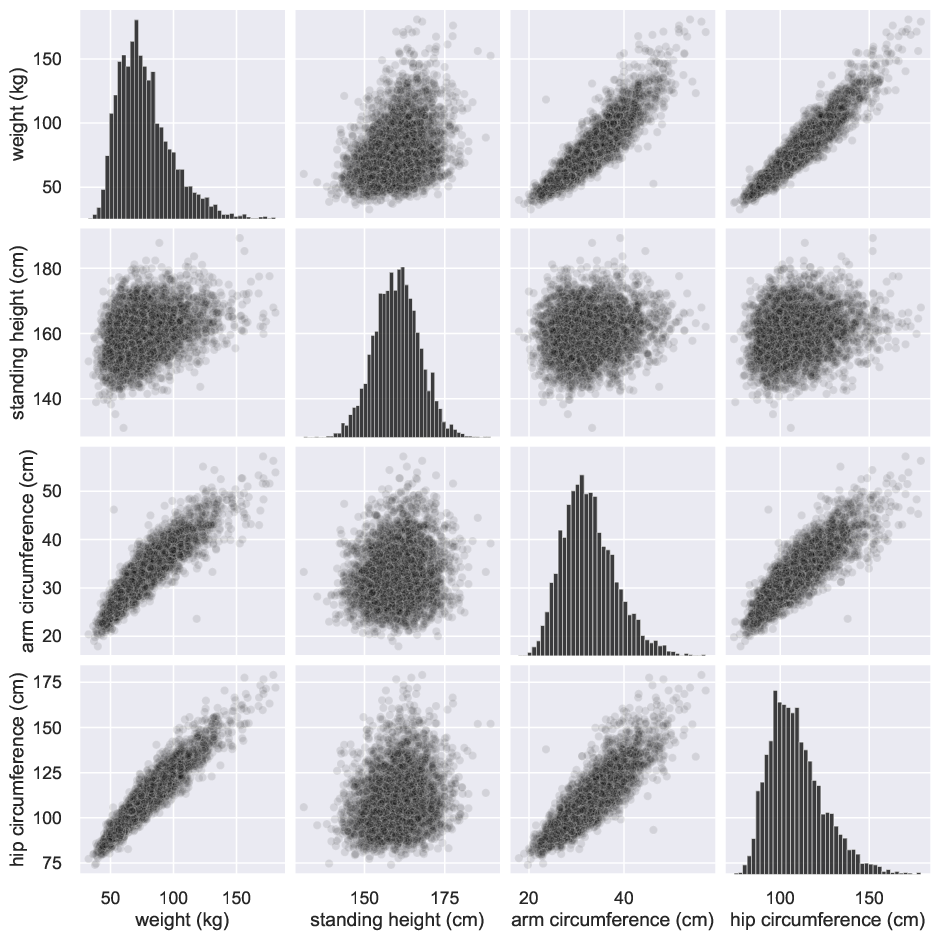 weight (kg)
150
100
50
standing height (cm)
180
160
140
arm circumference (cm)
50
40
30
20
hip circumference (cm)
175
150
125
100
75
50 100 150 150 175 20 40 100 150
weight (kg) standing height (cm) arm circumference (cm) hip circumference (cm)